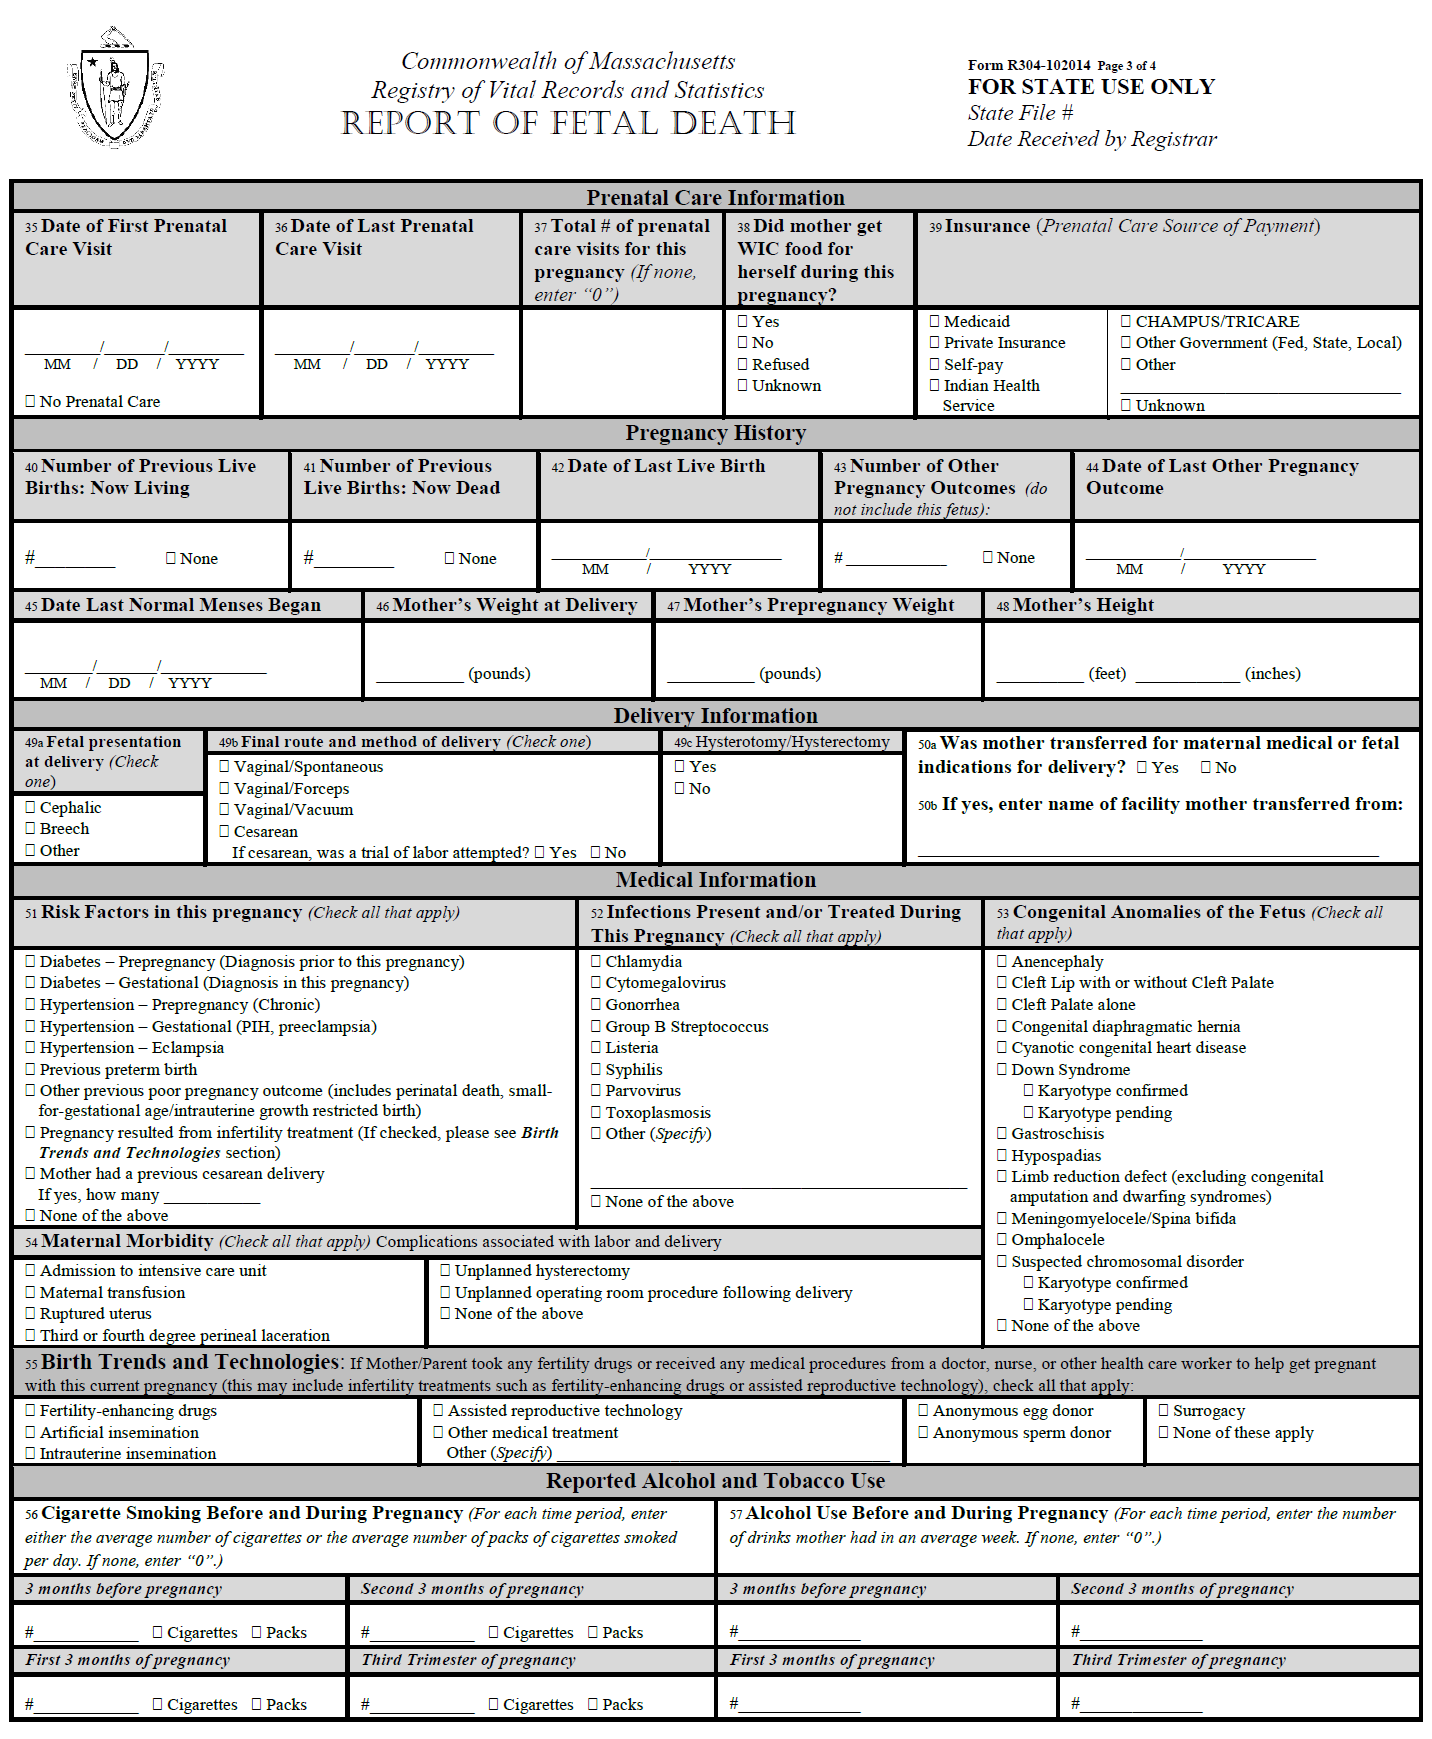 Commonwealth of Massachusetts
Registry of Vital Records and Statistics
REPORT OF FETAL DEATH
Form R304-102014 Page 3 of 4
FOR STATE USE ONLY
State File #
Date Received by Registrar
Prenatal Care Information
35 Date of First Prenatal
Care Visit
36 Date of Last Prenatal
Care Visit
37 Total # of prenatal
care visits for this
pregnancy (If none,
enter “0”)
38 Did mother get
WIC food for
herself during this
pregnancy?
39 Insurance (Prenatal Care Source of Payment)
_________/_______/_________
MM / DD / YYYY
☐ No Prenatal Care
_________/_______/_________
MM / DD / YYYY
☐ Yes
☐ No
☐ Refused
☐ Unknown
☐ Medicaid
☐ Private Insurance
☐ Self-pay
☐ Indian Health
Service
☐ CHAMPUS/TRICARE
☐ Other Government (Fed, State, Local)
☐ Other
☐ Unknown
Pregnancy History
40 Number of Previous Live
Births: Now Living
41 Number of Previous
Live Births: Now Dead
42 Date of Last Live Birth
43 Number of Other
Pregnancy Outcomes (do
not include this fetus):
44 Date of Last Other Pregnancy
Outcome
#_________ ☐ None
#_________ ☐ None
___________/________________
MM / YYYY
# ___________ ☐ None
___________/________________
MM / YYYY
45 Date Last Normal Menses Began
46 Mother’s Weight at Delivery
47 Mother’s Prepregnancy Weight
48 Mother’s Height
________/_______/____________
MM / DD / YYYY
__________ (pounds)
__________ (pounds)
__________ (feet) ____________ (inches)
Delivery Information
49a Fetal presentation
at delivery (Check
one)
☐ Cephalic
☐ Breech
☐ Other
49b Final route and method of delivery (Check one)
☐ Vaginal/Spontaneous
☐ Vaginal/Forceps
☐ Vaginal/Vacuum
☐ Cesarean
If cesarean, was a trial of labor attempted? ☐ Yes ☐ No
49c Hysterotomy/Hysterectomy
☐ Yes
☐ No
50a Was mother transferred for maternal medical or fetal
indications for delivery? ☐ Yes ☐ No
50b If yes, enter name of facility mother transferred from:
Medical Information
51 Risk Factors in this pregnancy (Check all that apply)
☐ Diabetes – Prepregnancy (Diagnosis prior to this pregnancy)
☐ Diabetes – Gestational (Diagnosis in this pregnancy)
☐ Hypertension – Prepregnancy (Chronic)
☐ Hypertension – Gestational (PIH, preeclampsia)
☐ Hypertension – Eclampsia
☐ Previous preterm birth
☐ Other previous poor pregnancy outcome (includes perinatal death, small-
for-gestational age/intrauterine growth restricted birth)
☐ Pregnancy resulted from infertility treatment (If checked, please see Birth
Trends and Technologies section)
☐ Mother had a previous cesarean delivery
If yes, how many ___________
☐ None of the above
52 Infections Present and/or Treated During
This Pregnancy (Check all that apply)
☐ Chlamydia
☐ Cytomegalovirus
☐ Gonorrhea
☐ Group B Streptococcus
☐ Listeria
☐ Syphilis
☐ Parvovirus
☐ Toxoplasmosis
☐ Other (Specify)
☐ None of the above
53 Congenital Anomalies of the Fetus (Check all
that apply)
☐ Anencephaly
☐ Cleft Lip with or without Cleft Palate
☐ Cleft Palate alone
☐ Congenital diaphragmatic hernia
☐ Cyanotic congenital heart disease
☐ Down Syndrome
☐ Karyotype confirmed
☐ Karyotype pending
☐ Gastroschisis
☐ Hypospadias
☐ Limb reduction defect (excluding congenital
amputation and dwarfing syndromes)
☐ Meningomyelocele/Spina bifida
☐ Omphalocele
☐ Suspected chromosomal disorder
☐ Karyotype confirmed
☐ Karyotype pending
☐ None of the above
54 Maternal Morbidity (Check all that apply) Complications associated with labor and delivery
☐ Admission to intensive care unit
☐ Maternal transfusion
☐ Ruptured uterus
☐ Third or fourth degree perineal laceration
☐ Unplanned hysterectomy
☐ Unplanned operating room procedure following delivery
☐ None of the above
55 Birth Trends and Technologies: If Mother/Parent took any fertility drugs or received any medical procedures from a doctor, nurse, or other health care worker to help get pregnant
with this current pregnancy (this may include infertility treatments such as fertility-enhancing drugs or assisted reproductive technology), check all that apply:
☐ Fertility-enhancing drugs
☐ Artificial insemination
☐ Intrauterine insemination
☐ Assisted reproductive technology
☐ Other medical treatment
Other (Specify) ______________________________________
☐ Anonymous egg donor
☐ Anonymous sperm donor
☐ Surrogacy
☐ None of these apply
Reported Alcohol and Tobacco Use
56 Cigarette Smoking Before and During Pregnancy (For each time period, enter
either the average number of cigarettes or the average number of packs of cigarettes smoked
per day. If none, enter “0”.)
57 Alcohol Use Before and During Pregnancy (For each time period, enter the number
of drinks mother had in an average week. If none, enter “0”.)
3 months before pregnancy
Second 3 months of pregnancy
3 months before pregnancy
Second 3 months of pregnancy
#____________ ☐ Cigarettes ☐ Packs
#____________ ☐ Cigarettes ☐ Packs
#______________
#______________
First 3 months of pregnancy
Third Trimester of pregnancy
First 3 months of pregnancy
Third Trimester of pregnancy
#____________ ☐ Cigarettes ☐ Packs
#____________ ☐ Cigarettes ☐ Packs
#______________
#______________